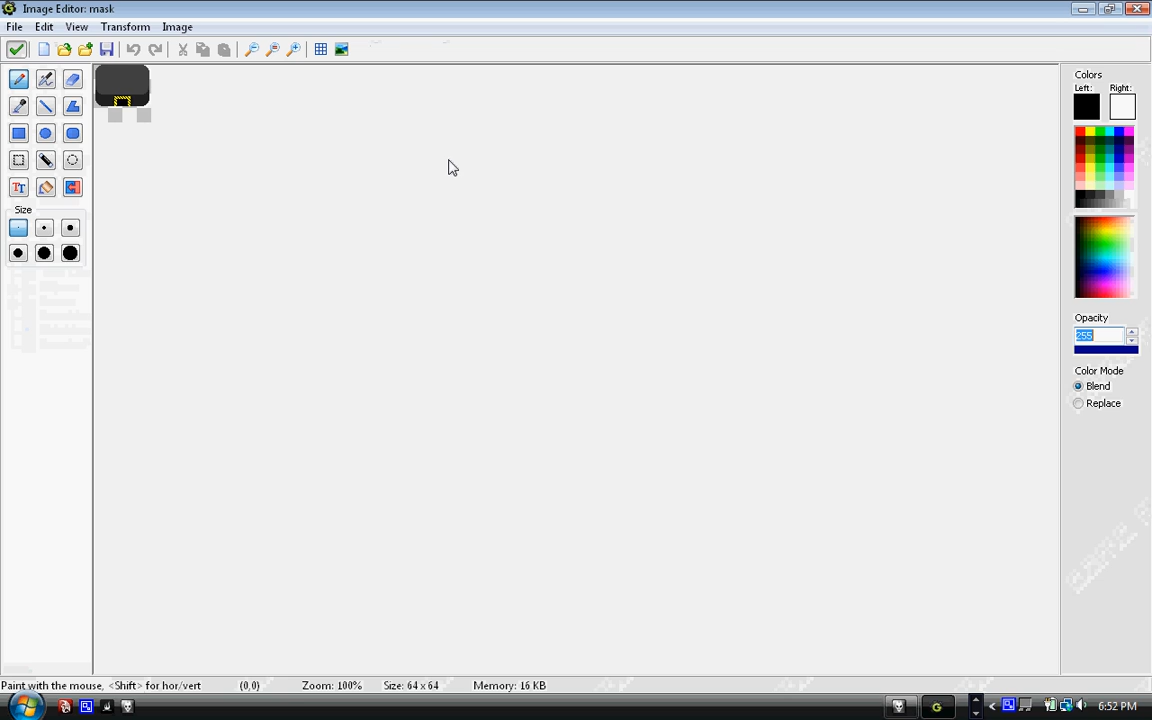 Image Editor: mask
File Edit View Transform Image
Colors
Left: Right:
Tt
Size
Opacity
255
Color Mode
Blend
Replace
Paint with the mouse, <Shift> for hor/vert (0,0) Zoom: 100% Size: 64 x 64 Memory: 16 KB
6:52 PM